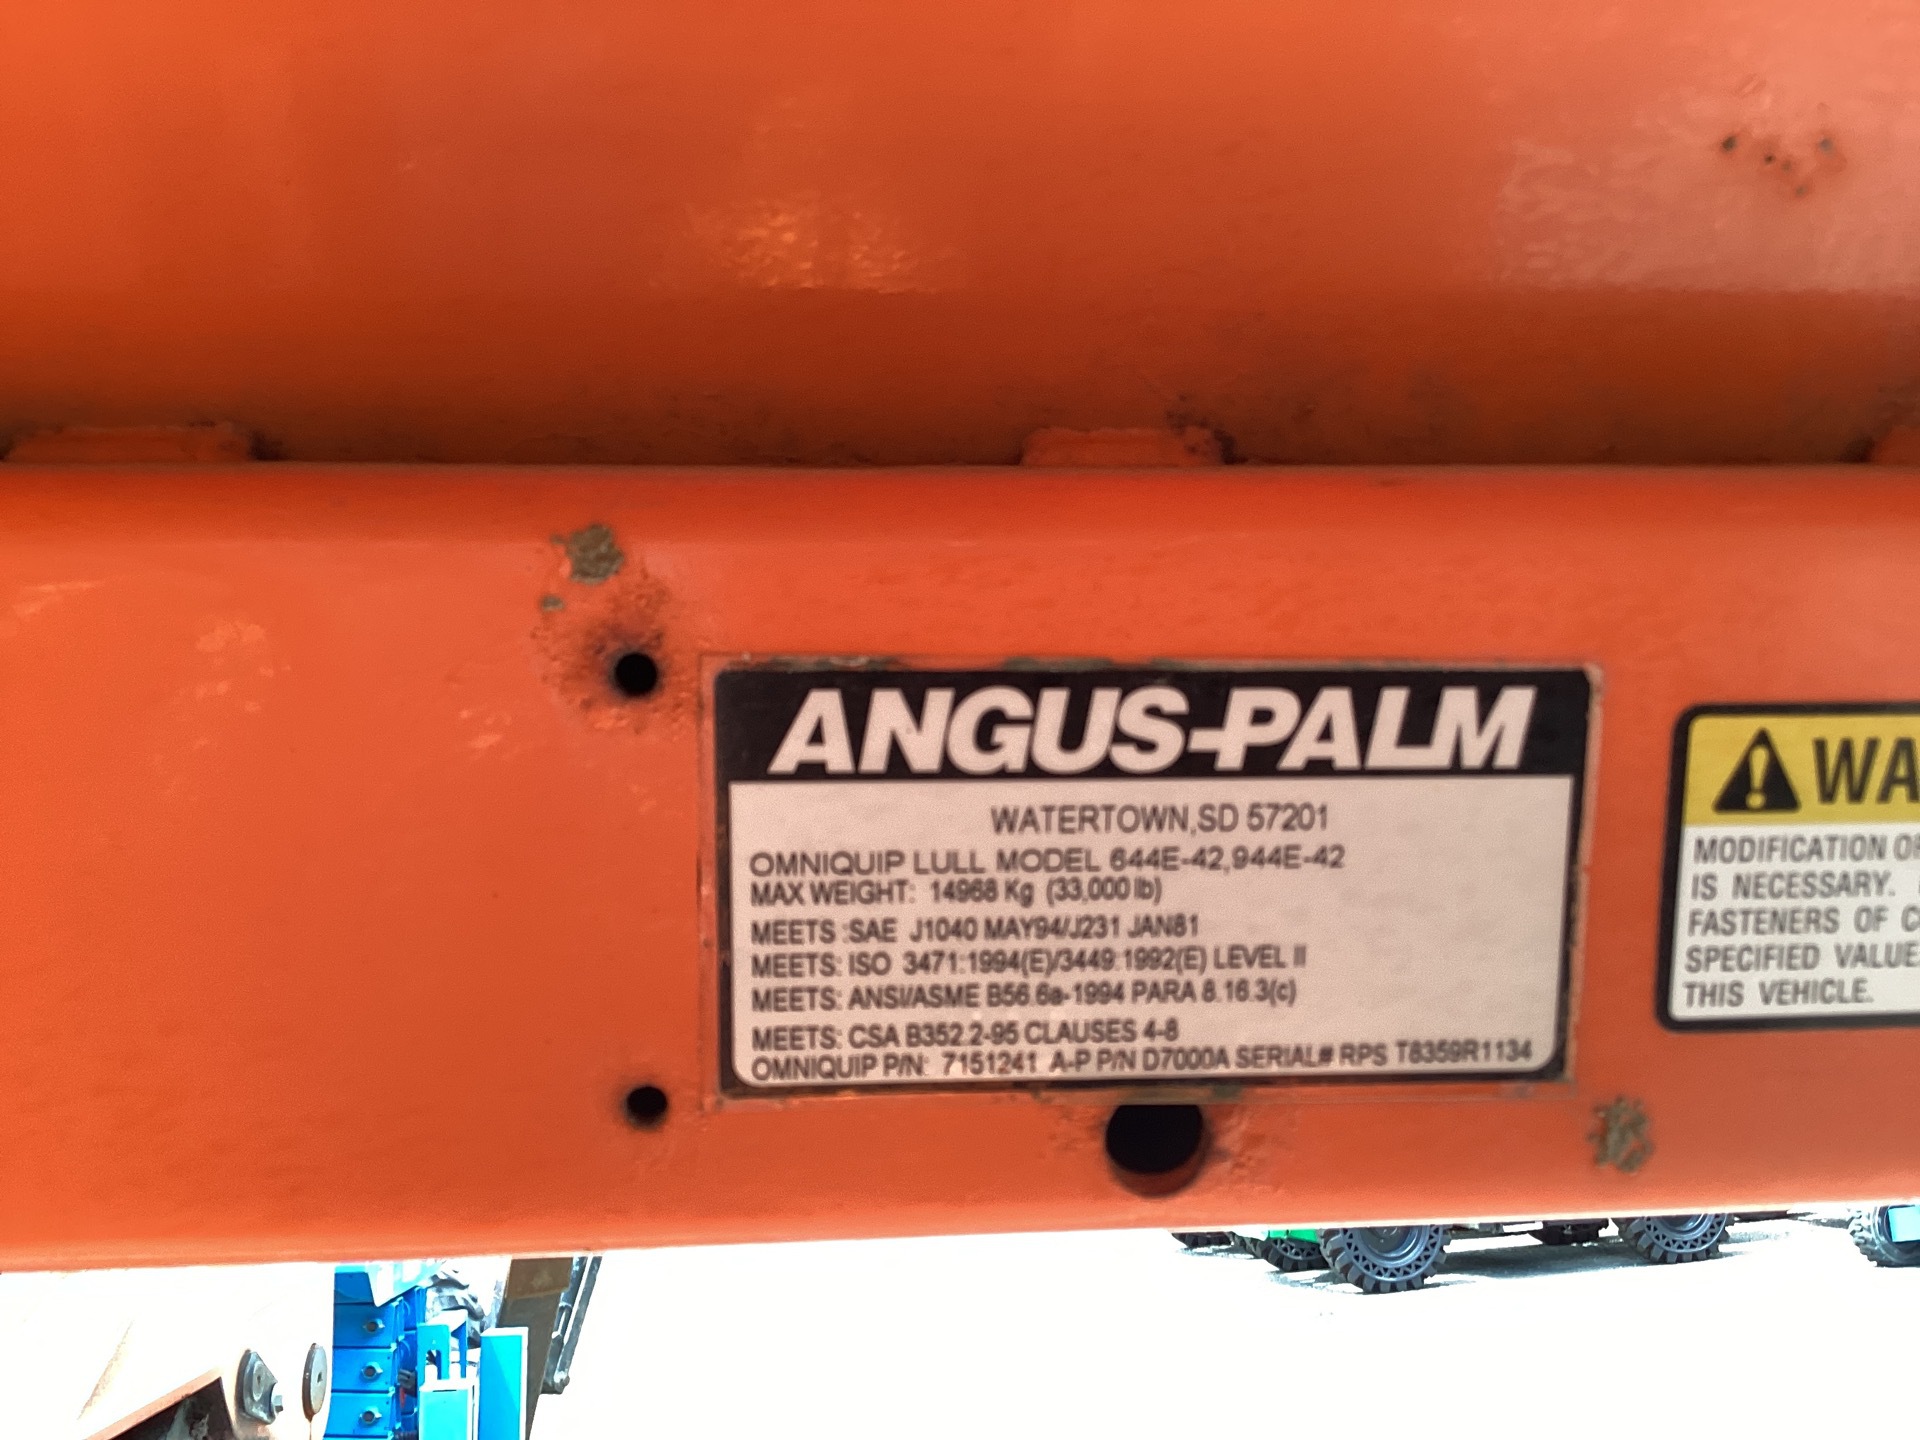 ANGUS-PALM
WATERTOWN,SD 57201
OMNIQUIP LULL MODEL 644E-42,944E-42
MAX WEIGHT: 14968 Kg (33,000 lb)
MEETS :SAE J1040 MAY94/J231 JAN81
MEETS: ISO 3471:1994(E)/3449:1992(E) LEVEL II
MEETS: ANSI/ASME B56.6a-1994 PARA 8.16.3(c)
MEETS: CSA B352.2-95 CLAUSES 4-8
OMNIQUIP P/N: 7151241 A-P P/N D7000A SERIAL# RPS T8359R1134
WA
MODIFICATION OR
IS NECESSARY.
FASTENERS OF C
SPECIFIED VALUE
THIS VEHICLE.